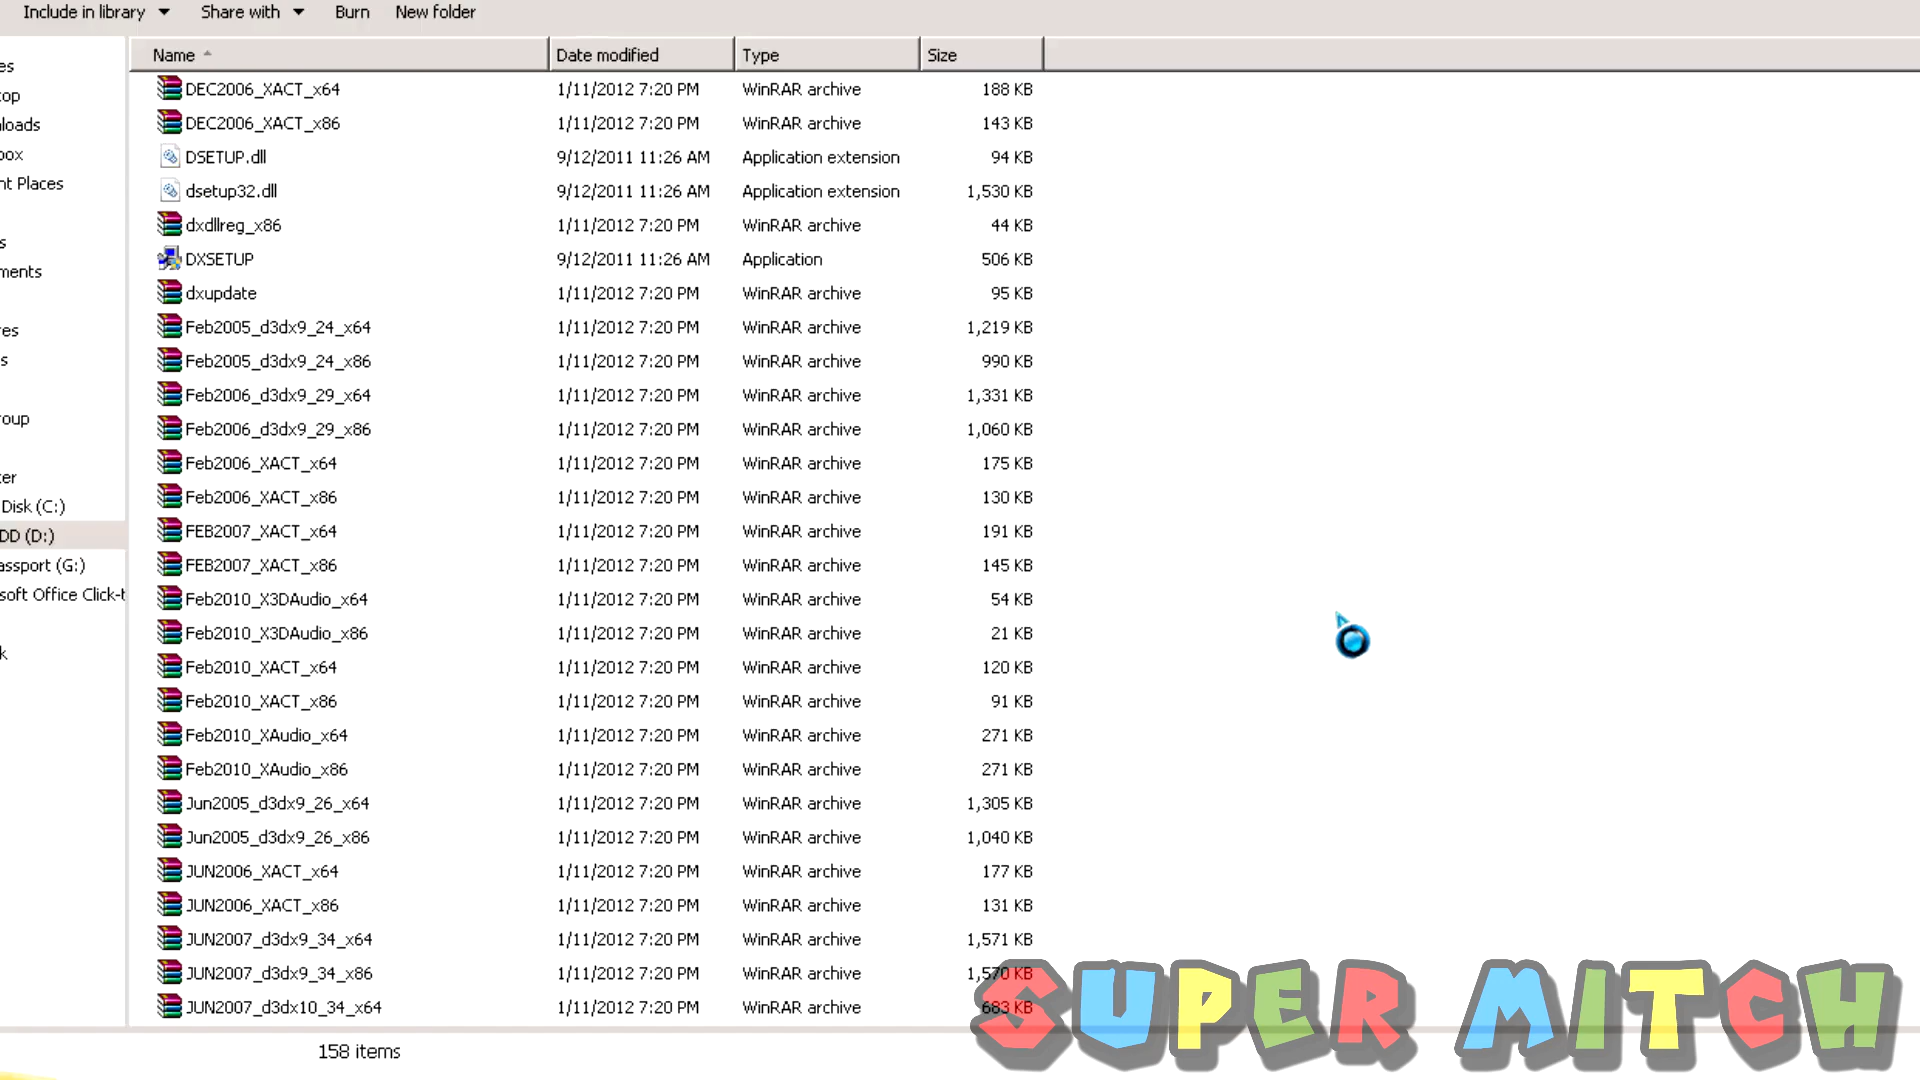 Include in library Share with Burn New folder
Name Date modified Type Size
DEC2006_XACT_x64 1/11/2012 7:20 PM WinRAR archive 188 KB
DEC2006_XACT_x86 1/11/2012 7:20 PM WinRAR archive 143 KB
DSETUP.dll 9/12/2011 11:26 AM Application extension 94 KB
dsetup32.dll 9/12/2011 11:26 AM Application extension 1,530 KB
dxdllreg_x86 1/11/2012 7:20 PM WinRAR archive 44 KB
DXSETUP 9/12/2011 11:26 AM Application 506 KB
dxupdate 1/11/2012 7:20 PM WinRAR archive 95 KB
Feb2005_d3dx9_24_x64 1/11/2012 7:20 PM WinRAR archive 1,219 KB
Feb2005_d3dx9_24_x86 1/11/2012 7:20 PM WinRAR archive 990 KB
Feb2006_d3dx9_29_x64 1/11/2012 7:20 PM WinRAR archive 1,331 KB
Feb2006_d3dx9_29_x86 1/11/2012 7:20 PM WinRAR archive 1,060 KB
Feb2006_XACT_x64 1/11/2012 7:20 PM WinRAR archive 175 KB
Feb2006_XACT_x86 1/11/2012 7:20 PM WinRAR archive 130 KB
FEB2007_XACT_x64 1/11/2012 7:20 PM WinRAR archive 191 KB
FEB2007_XACT_x86 1/11/2012 7:20 PM WinRAR archive 145 KB
Feb2010_X3DAudio_x64 1/11/2012 7:20 PM WinRAR archive 54 KB
Feb2010_X3DAudio_x86 1/11/2012 7:20 PM WinRAR archive 21 KB
Feb2010_XACT_x64 1/11/2012 7:20 PM WinRAR archive 120 KB
Feb2010_XACT_x86 1/11/2012 7:20 PM WinRAR archive 91 KB
Feb2010_XAudio_x64 1/11/2012 7:20 PM WinRAR archive 271 KB
Feb2010_XAudio_x86 1/11/2012 7:20 PM WinRAR archive 271 KB
Jun2005_d3dx9_26_x64 1/11/2012 7:20 PM WinRAR archive 1,305 KB
Jun2005_d3dx9_26_x86 1/11/2012 7:20 PM WinRAR archive 1,040 KB
JUN2006_XACT_x64 1/11/2012 7:20 PM WinRAR archive 177 KB
JUN2006_XACT_x86 1/11/2012 7:20 PM WinRAR archive 131 KB
JUN2007_d3dx9_34_x64 1/11/2012 7:20 PM WinRAR archive 1,571 KB
JUN2007_d3dx9_34_x86 1/11/2012 7:20 PM WinRAR archive 1,570 KB
JUN2007_d3dx10_34_x64 1/11/2012 7:20 PM WinRAR archive 683 KB
es
top
loads
box
nt Places
s
ments
res
s
roup
ter
Disk (C:)
DD (D:)
assport (G:)
soft Office Click-t
k
158 items
SUPER MITCH